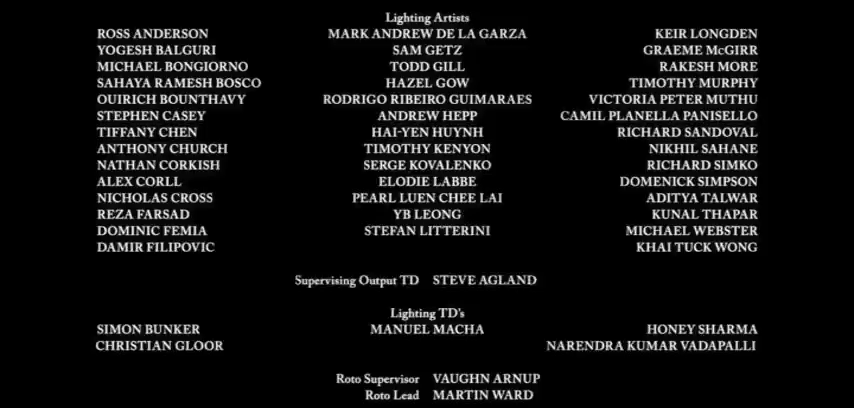 Lighting Artists
ROSS ANDERSON MARK ANDREW DE LA GARZA KEIR LONGDEN
YOGESH BALGURI SAM GETZ GRAEME McGIRR
MICHAEL BONGIORNO TODD GILL RAKESH MORE
SAHAYA RAMESH BOSCO HAZEL GOW TIMOTHY MURPHY
OUIRICH BOUNTHAVY RODRIGO RIBEIRO GUIMARAES VICTORIA PETER MUTHU
STEPHEN CASEY ANDREW HEPP CAMIL PLANELLA PANISELLO
TIFFANY CHEN HAI-YEN HUYNH RICHARD SANDOVAL
ANTHONY CHURCH TIMOTHY KENYON NIKHIL SAHANE
NATHAN CORKISH SERGE KOVALENKO RICHARD SIMKO
ALEX CORLL ELODIE LABBE DOMENICK SIMPSON
NICHOLAS CROSS PEARL LUEN CHEE LAI ADITYA TALWAR
REZA FARSAD YB LEONG KUNAL THAPAR
DOMINIC FEMIA STEFAN LITTERINI MICHAEL WEBSTER
DAMIR FILIPOVIC KHAI TUCK WONG
Supervising Output TD STEVE AGLAND
Lighting TD's
SIMON BUNKER MANUEL MACHA HONEY SHARMA
CHRISTIAN GLOOR NARENDRA KUMAR VADAPALLI
Roto Supervisor VAUGHN ARNUP
Roto Lead MARTIN WARD